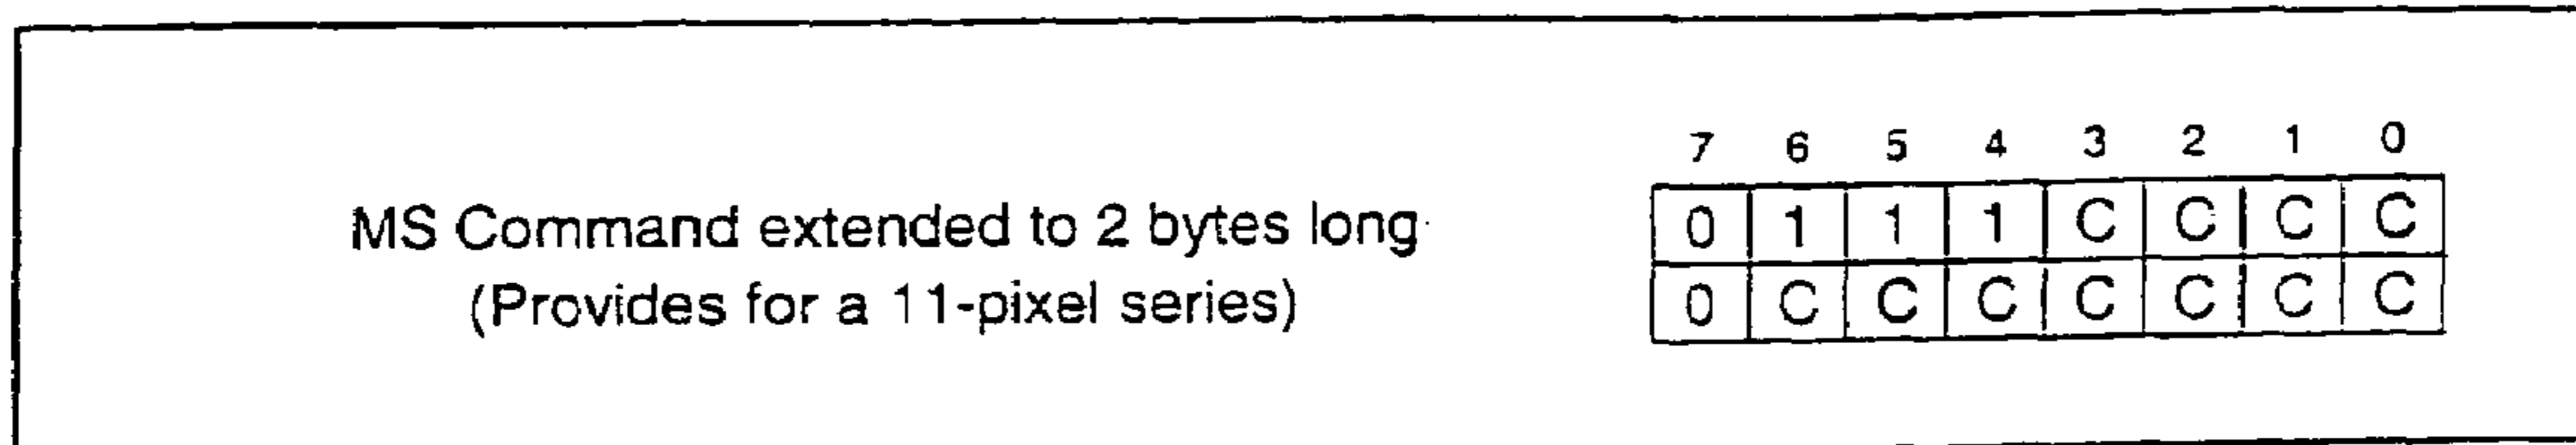 7 6 5 4 3 2 1 0
MS Command extended to 2 bytes long 0 1 1 1 C C C C
(Provides for a 11-pixel series) 0 C C C C C C C